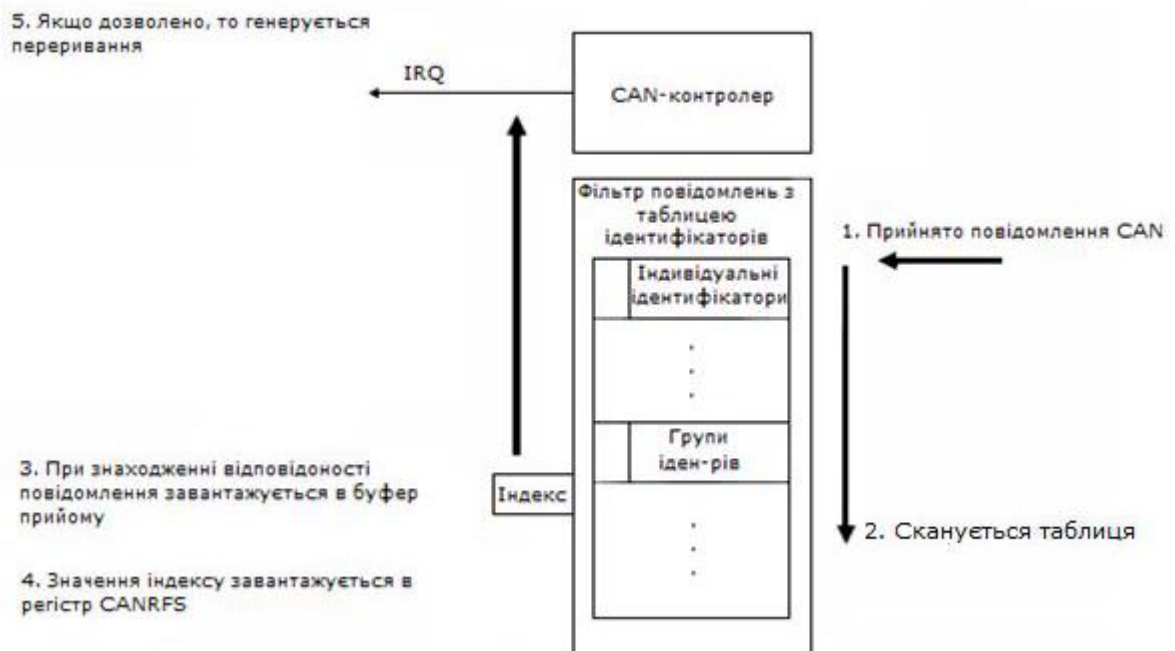 5. Якщо дозволено, то генерується
переривання
IRQ
CAN-контролер
Фільтр повідомлень з
таблицею
ідентифікаторів
1. Прийнято повідомлення CAN
Індивідуальні
ідентифікатори
Групи
іден-рів
3. При знаходженні відповідоності
повідомлення завантажується в буфер
прийому
Індекс
2. Сканується таблиця
4. Значення індексу завантажується в
регістр CANRFS